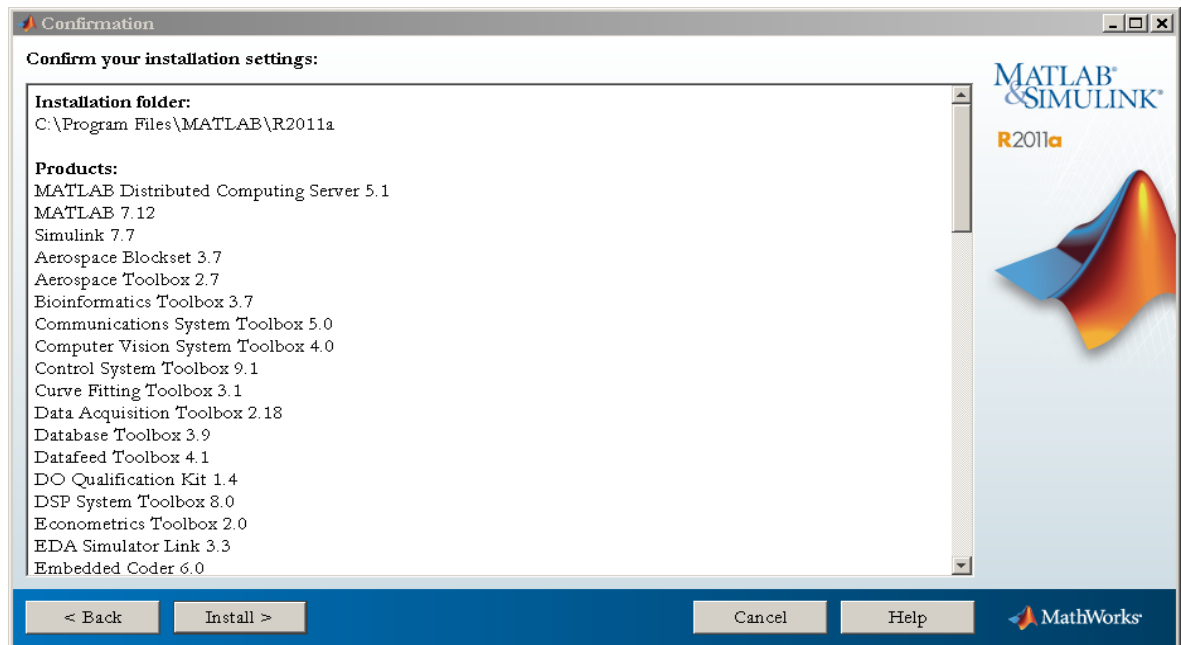 Confirmation
Confirm your installation settings:
Installation folder:
C:\Program Files\MATLAB\R2011a
Products:
MATLAB Distributed Computing Server 5.1
MATLAB 7.12
Simulink 7.7
Aerospace Blockset 3.7
Aerospace Toolbox 2.7
Bioinformatics Toolbox 3.7
Communications System Toolbox 5.0
Computer Vision System Toolbox 4.0
Control System Toolbox 9.1
Curve Fitting Toolbox 3.1
Data Acquisition Toolbox 2.18
Database Toolbox 3.9
Datafeed Toolbox 4.1
DO Qualification Kit 1.4
DSP System Toolbox 8.0
Econometrics Toolbox 2.0
EDA Simulator Link 3.3
Embedded Coder 6.0
MATLAB®
&SIMULINK®
R2011a
< Back
Install >
Cancel
Help
MathWorks®